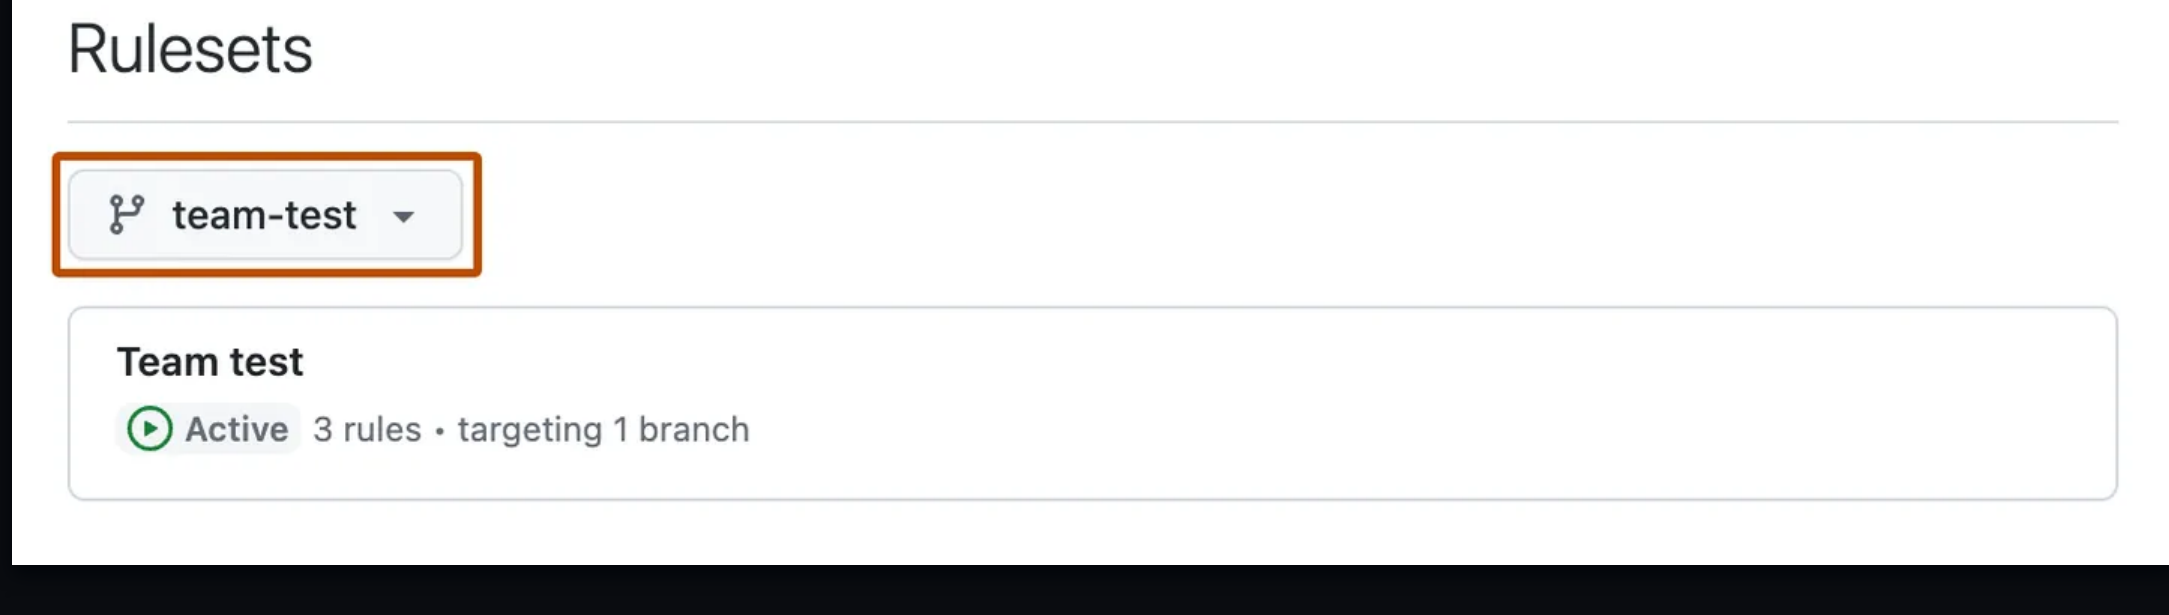 Rulesets
team-test
Team test
Active 3 rules • targeting 1 branch